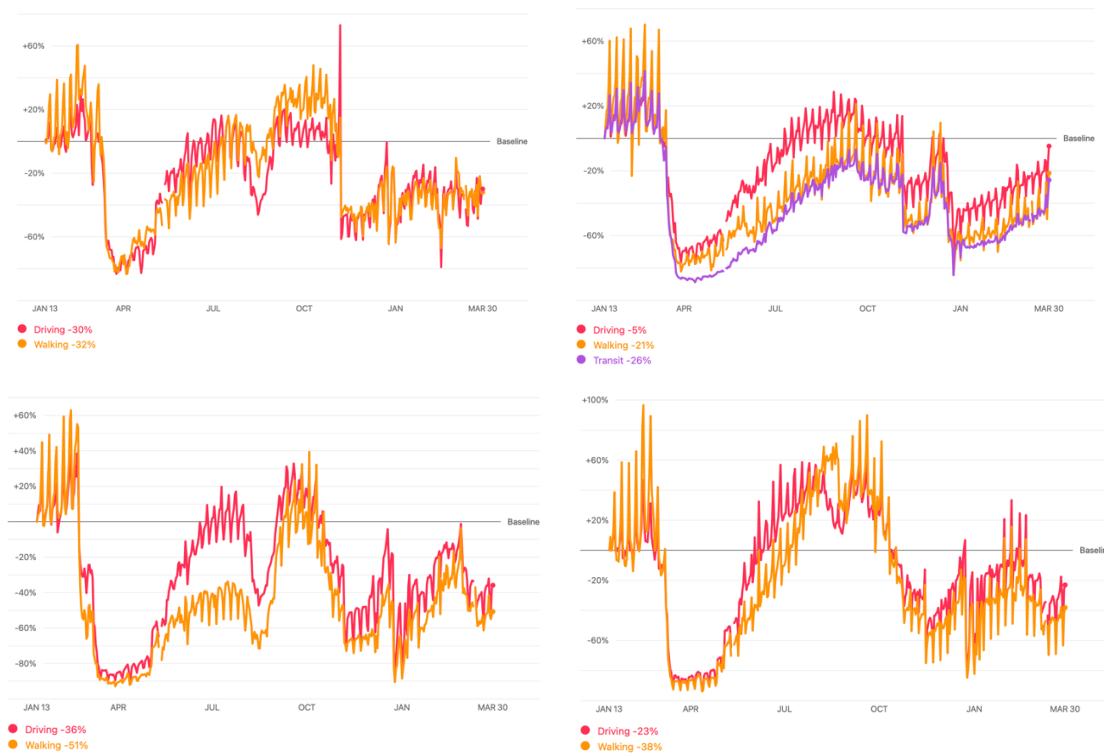 +60%
+20%
Baseline
-20%
-60%
JAN 13 APR JUL OCT JAN MAR 30
Driving -30%
Walking -32%
+60%
+20%
Baseline
-20%
-60%
JAN 13 APR JUL OCT JAN MAR 30
Driving -5%
Walking -21%
Transit -26%
+60%
+40%
+20%
Baseline
-20%
-40%
-60%
-80%
JAN 13 APR JUL OCT JAN MAR 30
Driving -36%
Walking -51%
+100%
+60%
+20%
Baselin
-20%
-60%
JAN 13 APR JUL OCT JAN MAR 30
Driving -23%
Walking -38%